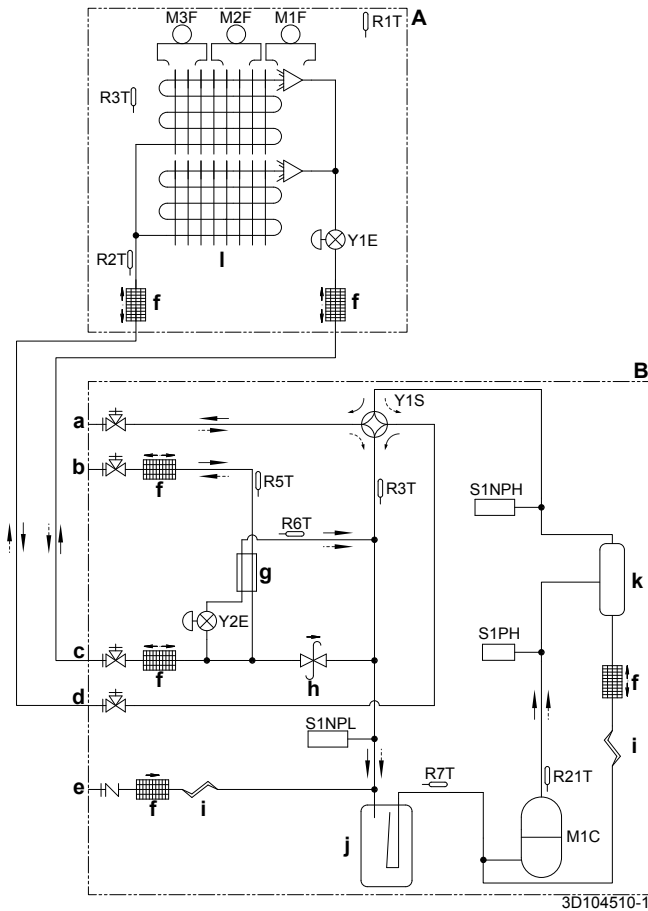 M3F M2F M1F
R1T
A
R3T
Y1E
R2T
l
f f
B
a
Y1S
b
f
R5T
R3T
S1NPH
R6T
k
g
Y2E
S1PH
c
f
h
f
d
S1NPL
i
e
f i
R7T
R21T
j
M1C
3D104510-1